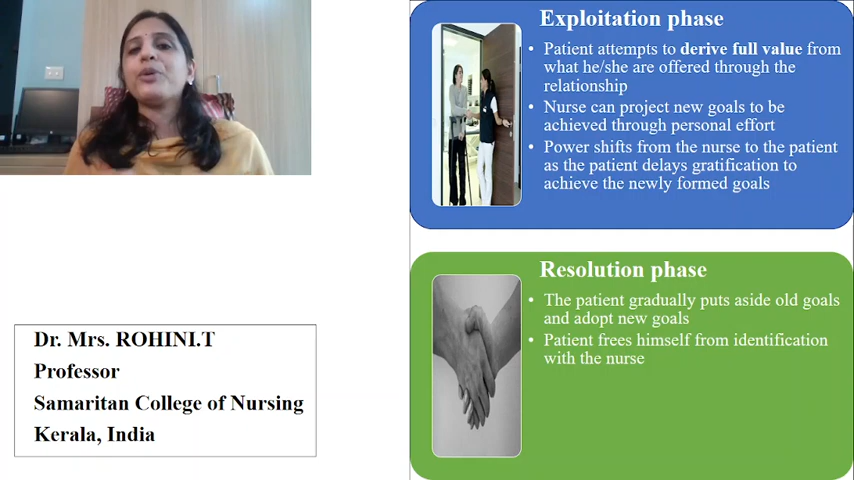 Exploitation phase
• Patient attempts to derive full value from
what he/she are offered through the
relationship
• Nurse can project new goals to be
achieved through personal effort
• Power shifts from the nurse to the patient
as the patient delays gratification to
achieve the newly formed goals
Resolution phase
• The patient gradually puts aside old goals
and adopt new goals
• Patient frees himself from identification
with the nurse
Dr. Mrs. ROHINI.T
Professor
Samaritan College of Nursing
Kerala, India